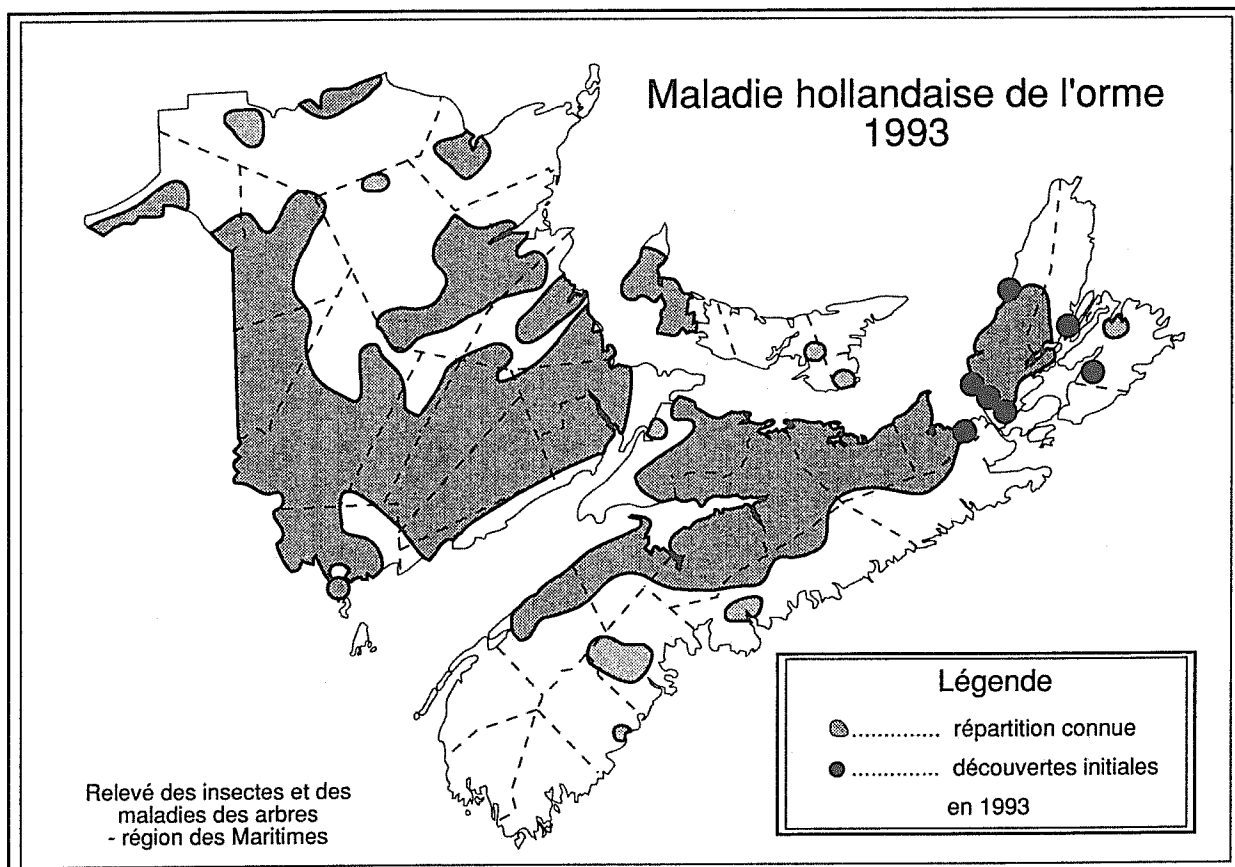 Maladie hollandaise de l'orme
1993
Légende
.............. répartition connue
.............. découvertes initiales
en 1993
Relevé des insectes et des
maladies des arbres
- région des Maritimes